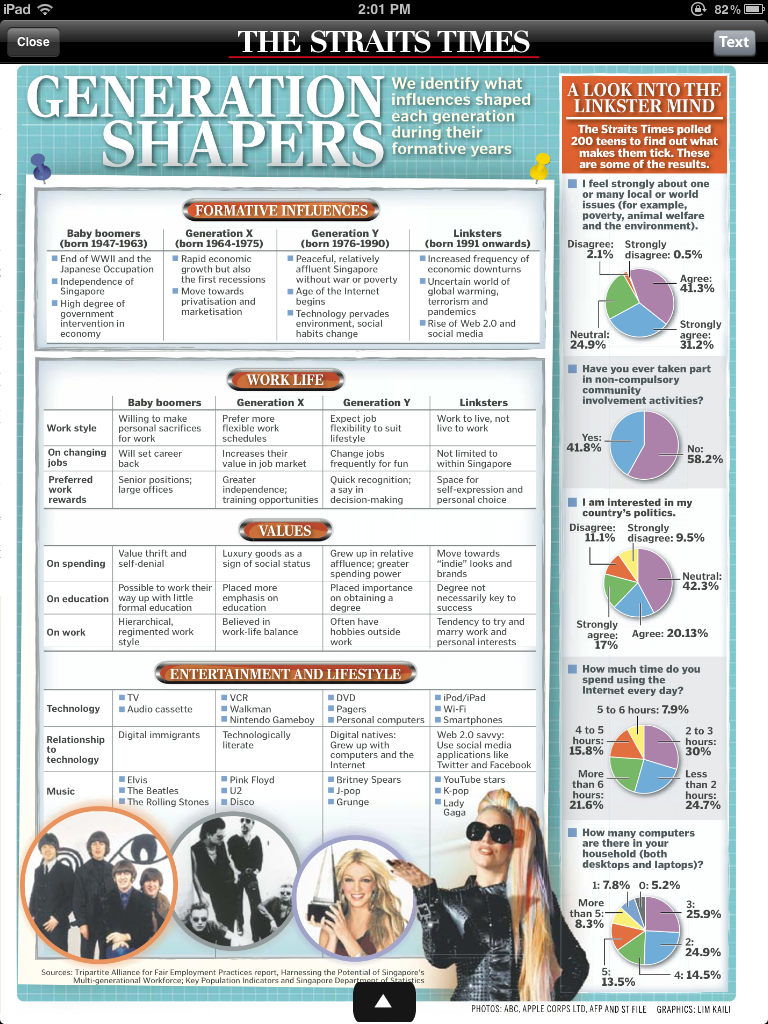 iPad
2:01 PM
82%
Close
THE STRAITS TIMES
Text
GENERATION
SHAPERS
We identify what
influences shaped
each generation
during their
formative years
FORMATIVE INFLUENCES
Baby boomers
(born 1947-1963)
End of WWII and the
Japanese Occupation
Independence of
Singapore
High degree of
government
intervention in
economy
Generation X
(born 1964-1975)
Rapid economic
growth but also
the first recessions
Move towards
privatisation and
marketisation
Generation Y
(born 1976-1990)
Peaceful, relatively
affluent Singapore
without war or poverty
Age of the Internet
begins
Technology pervades
environment, social
habits change
Linksters
(born 1991 onwards)
Increased frequency of
economic downturns
Uncertain world of
global warming,
terrorism and
pandemics
Rise of Web 2.0 and
social media
WORK LIFE
Baby boomers
Generation X
Generation Y
Linksters
Work style
Willing to make
personal sacrifices
for work
Prefer more
flexible work
schedules
Expect job
flexibility to suit
lifestyle
Work to live, not
live to work
On changing
jobs
Will set career
back
Increases their
value in job market
Change jobs
frequently for fun
Not limited to
within Singapore
Preferred
work
rewards
Senior positions;
large offices
Greater
independence;
training opportunities
Quick recognition;
a say in
decision-making
Space for
self-expression and
personal choice
VALUES
On spending
Value thrift and
self-denial
Luxury goods as a
sign of social status
Grew up in relative
affluence; greater
spending power
Move towards
"indie" looks and
brands
On education
Possible to work their
way up with little
formal education
Placed more
emphasis on
education
Placed importance
on obtaining a
degree
Degree not
necessarily key to
success
On work
Hierarchical,
regimented work
style
Believed in
work-life balance
Often have
hobbies outside
work
Tendency to try and
marry work and
personal interests
ENTERTAINMENT AND LIFESTYLE
Technology
TV
Audio cassette
VCR
Walkman
Nintendo Gameboy
DVD
Pagers
Personal computers
iPod/iPad
Wi-Fi
Smartphones
Relationship
to
technology
Digital immigrants
Technologically
literate
Digital natives:
Grew up with
computers and the
Internet
Web 2.0 savvy:
Use social media
applications like
Twitter and Facebook
Music
Elvis
The Beatles
The Rolling Stones
Pink Floyd
U2
Disco
Britney Spears
J-pop
Grunge
YouTube stars
K-pop
Lady
Gaga
Sources: Tripartite Alliance for Fair Employment Practices report, Harnessing the Potential of Singapore's
Multi-generational Workforce; Key Population Indicators and Singapore Department of Statistics
A LOOK INTO THE
LINKSTER MIND
The Straits Times polled
200 teens to find out what
makes them tick. These
are some of the results.
I feel strongly about one
or many local or world
issues (for example,
poverty, animal welfare
and the environment).
Disagree:
2.1%
Strongly
disagree: 0.5%
Agree:
41.3%
Strongly
agree:
31.2%
Neutral:
24.9%
Have you ever taken part
in non-compulsory
community
involvement activities?
Yes:
41.8%
No:
58.2%
I am interested in my
country's politics.
Disagree:
11.1%
Strongly
disagree: 9.5%
Neutral:
42.3%
Strongly
agree:
17%
Agree: 20.13%
How much time do you
spend using the
Internet every day?
5 to 6 hours: 7.9%
4 to 5
hours:
15.8%
2 to 3
hours:
30%
More
than 6
hours:
21.6%
Less
than 2
hours:
24.7%
How many computers
are there in your
household (both
desktops and laptops)?
1: 7.8%
0: 5.2%
More
than 5:
8.3%
3:
25.9%
2:
24.9%
5:
13.5%
4: 14.5%
PHOTOS: ABC, APPLE CORPS LTD, AFP AND ST FILE GRAPHICS: LIM KAILI